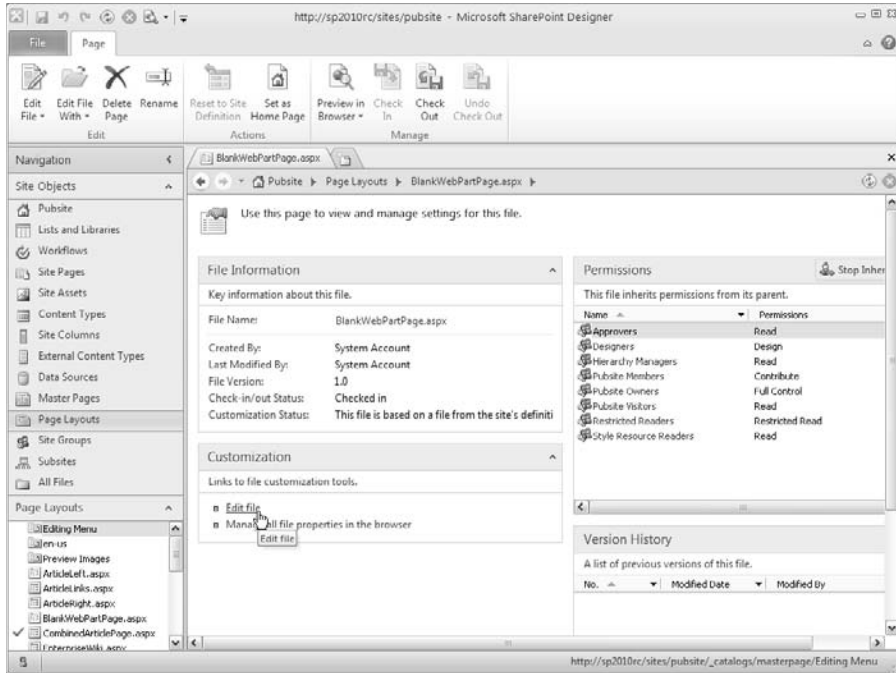 http://sp2010rc/sites/pubsite - Microsoft SharePoint Designer
File
Page
Edit File
Edit File With
Delete Page
Rename
Reset to Site Definition
Set as Home Page
Preview in Browser
Check In
Check Out
Undo Check Out
Edit
Actions
Manage
Navigation
BlankWebPartPage.aspx
Site Objects
Pubsite
Page Layouts
BlankWebPartPage.aspx
Pubsite
Lists and Libraries
Workflows
Site Pages
Site Assets
Content Types
Site Columns
External Content Types
Data Sources
Master Pages
Page Layouts
Site Groups
Subsites
All Files
Page Layouts
Editing Menu
en-us
Preview Images
ArticleLeft.aspx
ArticleLinks.aspx
ArticleRight.aspx
BlankWebPartPage.aspx
CombinedArticlePage.aspx
EnterpriseWiki.aspx
Use this page to view and manage settings for this file.
File Information
Key information about this file.
File Name: BlankWebPartPage.aspx
Created By: System Account
Last Modified By: System Account
File Version: 1.0
Check-in/out Status: Checked in
Customization Status: This file is based on a file from the site's definiti
Customization
Links to file customization tools.
Edit file
Manage all file properties in the browser
Edit file
Permissions
Stop Inher
This file inherits permissions from its parent.
Name Permissions
Approvers Read
Designers Design
Hierarchy Managers Read
Pubsite Members Contribute
Pubsite Owners Full Control
Pubsite Visitors Read
Restricted Readers Restricted Read
Style Resource Readers Read
Version History
A list of previous versions of this file.
No. Modified Date Modified By
http://sp2010rc/sites/pubsite/_catalogs/masterpage/Editing Menu